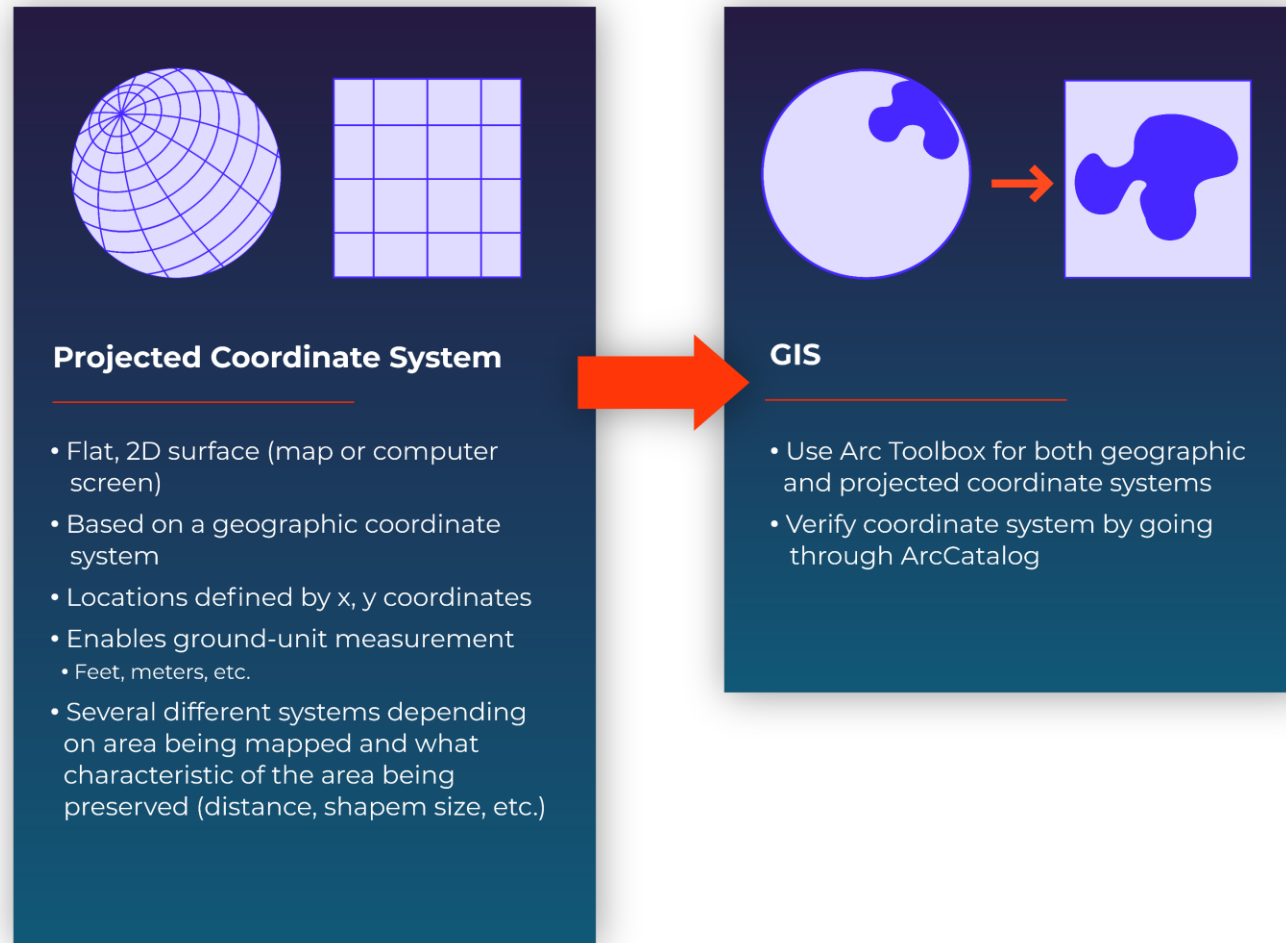 Projected Coordinate System
• Flat, 2D surface (map or computer
screen)
• Based on a geographic coordinate
system
• Locations defined by x, y coordinates
• Enables ground-unit measurement
• Feet, meters, etc.
• Several different systems depending
on area being mapped and what
characteristic of the area being
preserved (distance, shapem size, etc.)
GIS
• Use Arc Toolbox for both geographic
and projected coordinate systems
• Verify coordinate system by going
through ArcCatalog